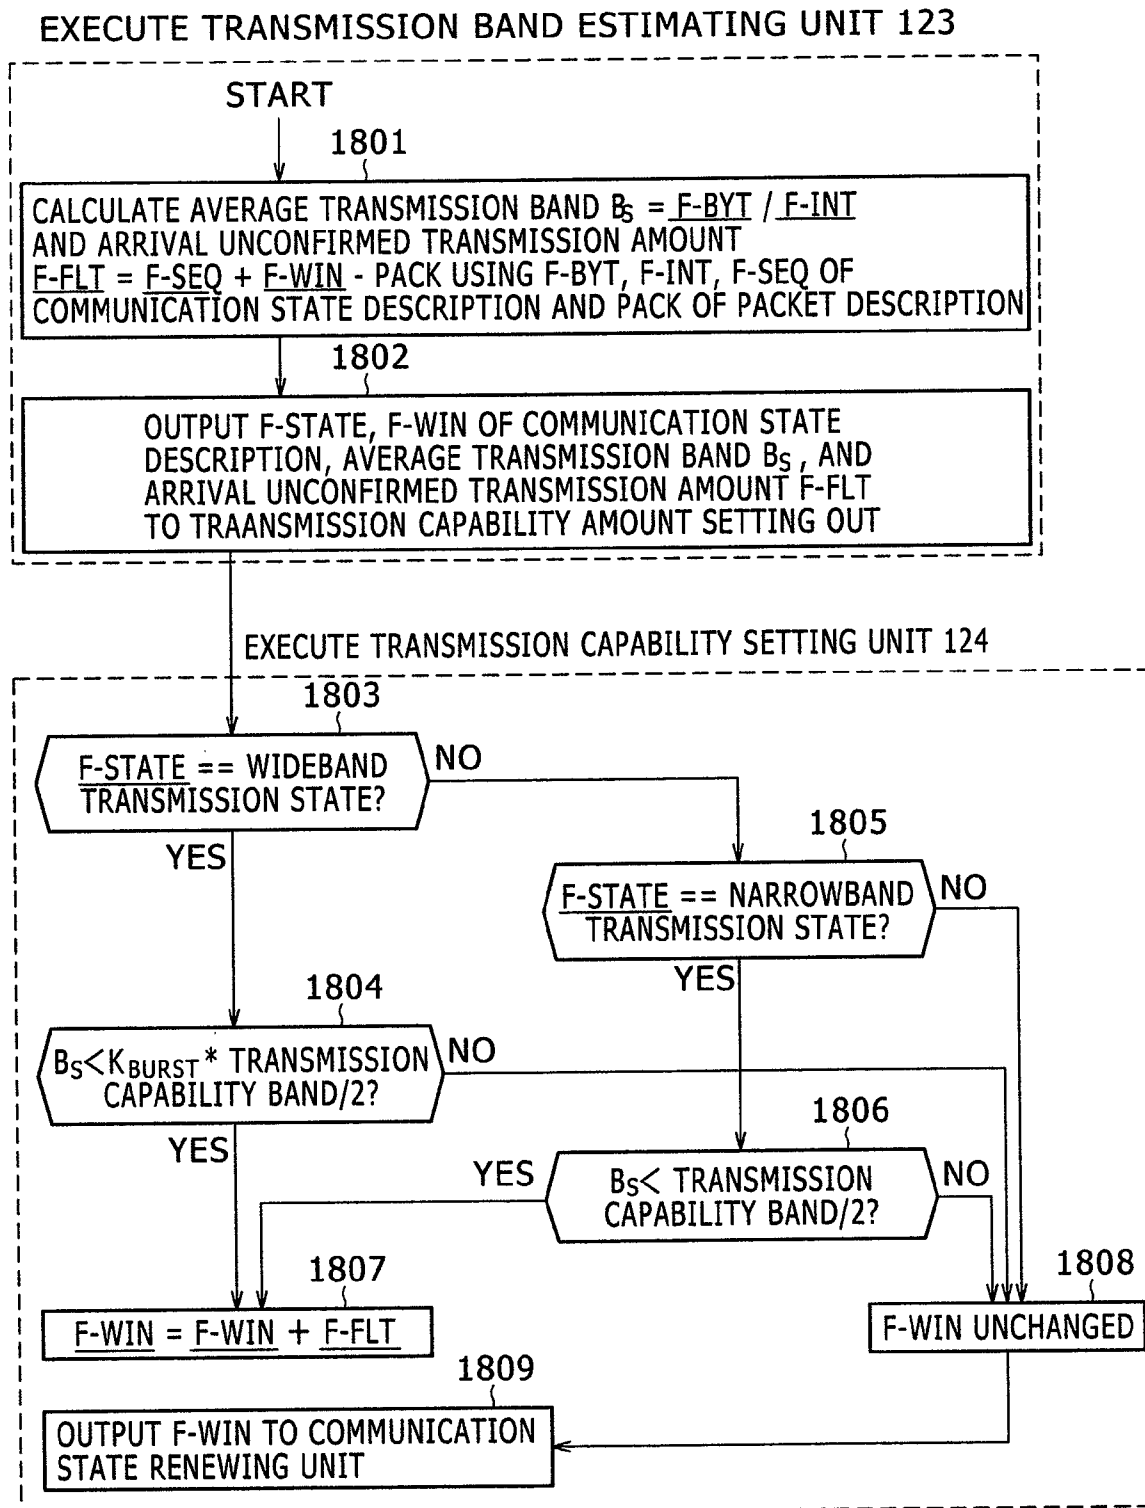 EXECUTE TRANSMISSION BAND ESTIMATING UNIT 123
START
1801
CALCULATE AVERAGE TRANSMISSION BAND BS = F-BYT / F-INT
AND ARRIVAL UNCONFIRMED TRANSMISSION AMOUNT
F-FLT = F-SEQ + F-WIN - PACK USING F-BYT, F-INT, F-SEQ OF
COMMUNICATION STATE DESCRIPTION AND PACK OF PACKET DESCRIPTION
1802
OUTPUT F-STATE, F-WIN OF COMMUNICATION STATE
DESCRIPTION, AVERAGE TRANSMISSION BAND BS, AND
ARRIVAL UNCONFIRMED TRANSMISSION AMOUNT F-FLT
TO TRAANSMISSION CAPABILITY AMOUNT SETTING OUT
EXECUTE TRANSMISSION CAPABILITY SETTING UNIT 124
1803
F-STATE == WIDEBAND
TRANSMISSION STATE?
NO
YES
1805
F-STATE == NARROWBAND
TRANSMISSION STATE?
NO
YES
1804
BS<KBURST* TRANSMISSION
CAPABILITY BAND/2?
NO
YES
1806
BS< TRANSMISSION
CAPABILITY BAND/2?
YES
NO
1807
F-WIN = F-WIN + F-FLT
1808
F-WIN UNCHANGED
1809
OUTPUT F-WIN TO COMMUNICATION
STATE RENEWING UNIT